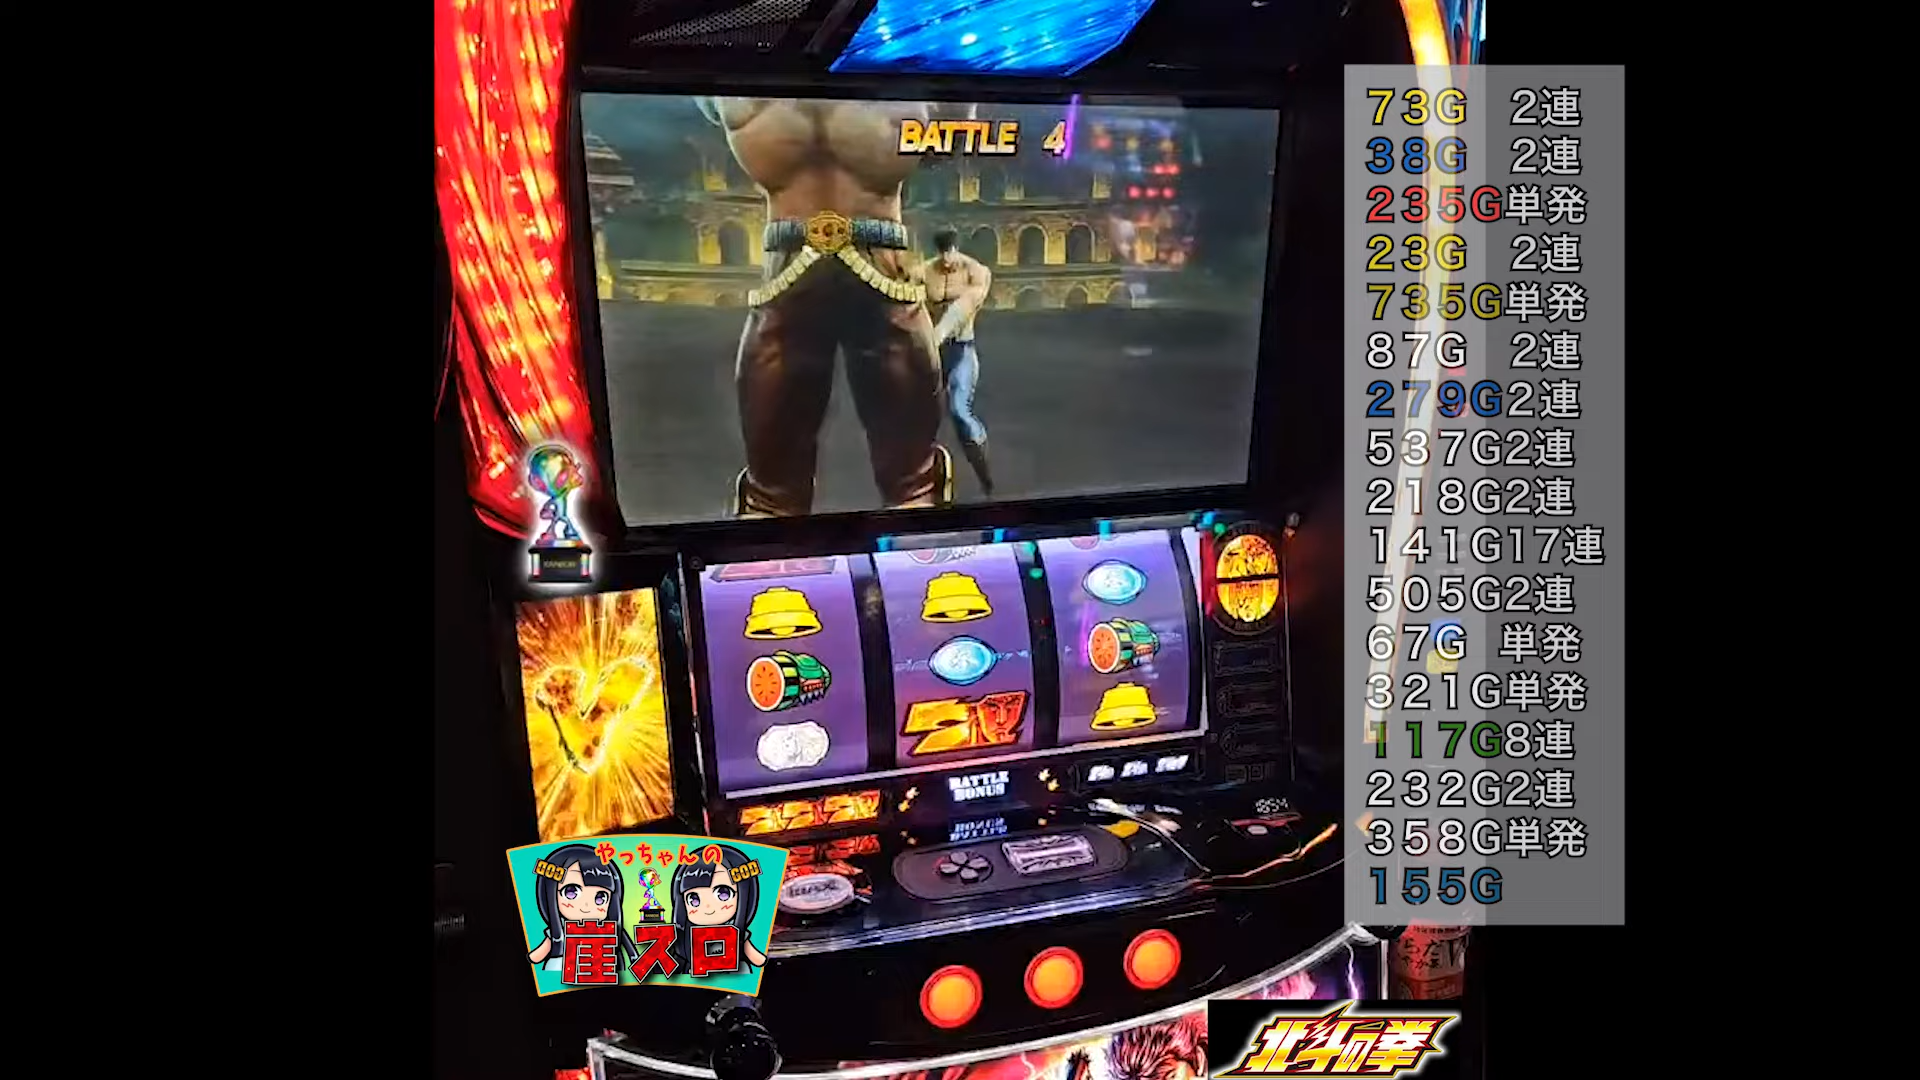 BATTLE 4
73G 2連
38G 2連
235G単発
23G 2連
735G単発
87G 2連
279G2連
537G2連
218G2連
141G17連
505G2連
67G 単発
321G単発
117G8連
232G2連
358G単発
155G
BATTLE
BONUS
やっちゃんの
GOD GOD
崖スロ
北斗の拳